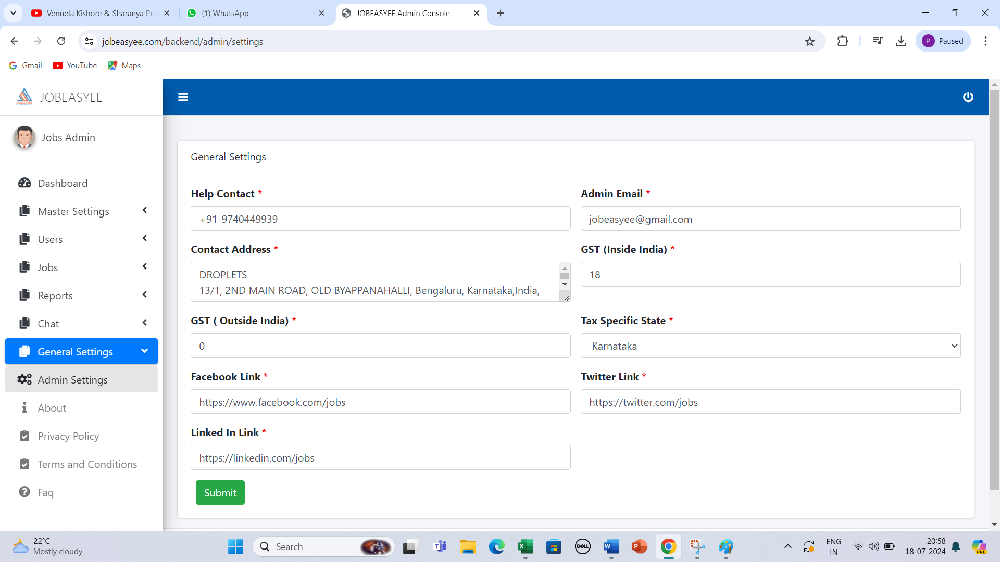 Vennela Kishore & Sharanya Pra
(1) WhatsApp
JOBEASYEE Admin Console
jobeasyee.com/backend/admin/settings
P Paused
Gmail YouTube Maps
JOBEASYEE
Jobs Admin
Dashboard
Master Settings
Users
Jobs
Reports
Chat
General Settings
Admin Settings
About
Privacy Policy
Terms and Conditions
Faq
General Settings
Help Contact *
+91-9740449939
Admin Email *
jobeasyee@gmail.com
Contact Address *
DROPLETS
13/1, 2ND MAIN ROAD, OLD BYAPPANAHALLI, Bengaluru, Karnataka,India,
GST (Inside India) *
18
GST ( Outside India) *
0
Tax Specific State *
Karnataka
Facebook Link *
https://www.facebook.com/jobs
Twitter Link *
https://twitter.com/jobs
Linked In Link *
https://linkedin.com/jobs
Submit
22°C
Mostly cloudy
Search
DELL
ENG
IN
20:58
18-07-2024
PRE